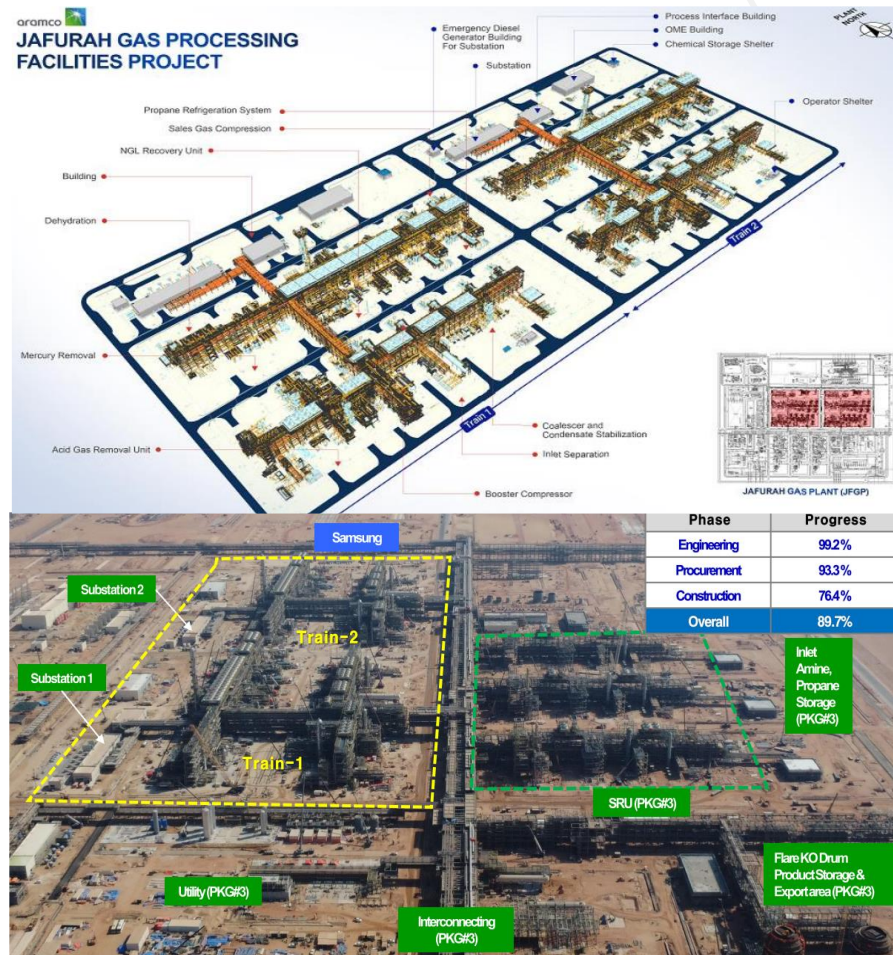 aramco
JAFURAH GAS PROCESSING
FACILITIES PROJECT
Emergency Diesel
Generator Building
For Substation
Process Interface Building
OME Building
Chemical Storage Shelter
PLANT
NORTH
Substation
Operator Shelter
Propane Refrigeration System
Sales Gas Compression
NGL Recovery Unit
Building
Dehydration
Train 2
Mercury Removal
Train 1
Acid Gas Removal Unit
Coalescer and
Condensate Stabilization
Inlet Separation
Booster Compressor
JAFURAH GAS PLANT (JFGP)
Samsung
Phase Progress
Engineering 99.2%
Procurement 93.3%
Construction 76.4%
Overall 89.7%
Substation 2
Train-2
Substation 1
Inlet
Amine,
Propane
Storage
(PKG#3)
Train-1
SRU (PKG#3)
Utility (PKG#3)
Interconnecting
(PKG#3)
Flare KO Drum
Product Storage &
Export area (PKG#3)